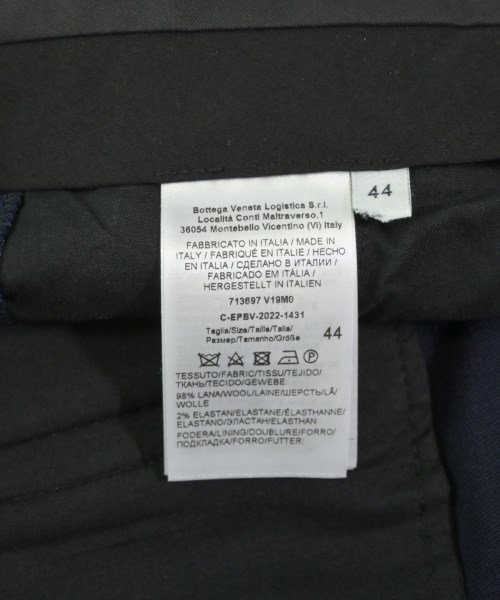 44
Bottega Veneta Logistica S.r.l.
Località Conti Maltraverso,1
36054 Montebello Vicentino (VI) Italy
FABBRICATO IN ITALIA / MADE IN
ITALY / FABRIQUÉ EN ITALIE / HECHO
EN ITALIA / СДЕЛАНО В ИТАЛИИ /
FABRICADO EM ITÁLIA /
HERGESTELLT IN ITALIEN
713697 V19M0
C-EPBV-2022-1431
Taglia/Size/Taille/Talla/
Размер/Tamanho/Größe 44
TESSUTO/FABRIC/TISSU/TEJIDO/
ТКАНЬ/TECIDO/GEWEBE
98% LANA/WOOL/LAINE/ШЕРСТЬ/LÃ/
WOLLE
2% ELASTAN/ELASTANE/ÉLASTHANNE/
ELASTANO/ЭЛАСТАН/ELASTHAN
FODERA/LINING/DOUBLURE/FORRO/
ПОДКЛАДКА/FORRO/FUTTER: